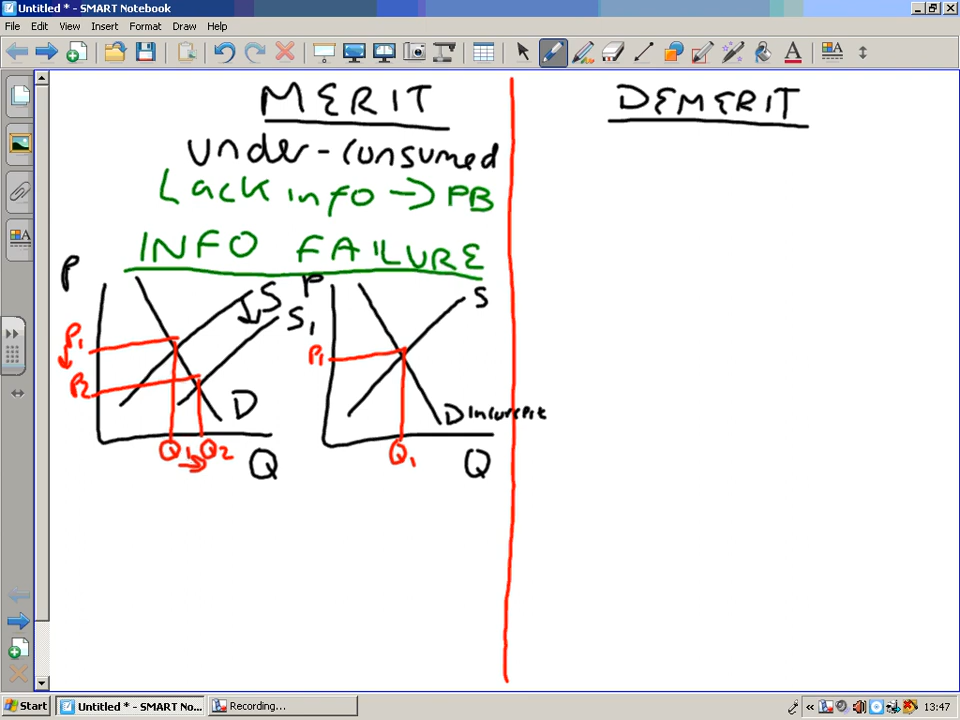 Untitled * - SMART Notebook
File Edit View Insert Format Draw Help
MERIT
under-consumed
Lack info → PB
INFO FAILURE
P
S
S1
P1
P2
D
Q1 → Q2
Q
P
S
P1
D
Q1
Q
DEMERIT
Start
Untitled * - SMART No...
Recording...
13:47